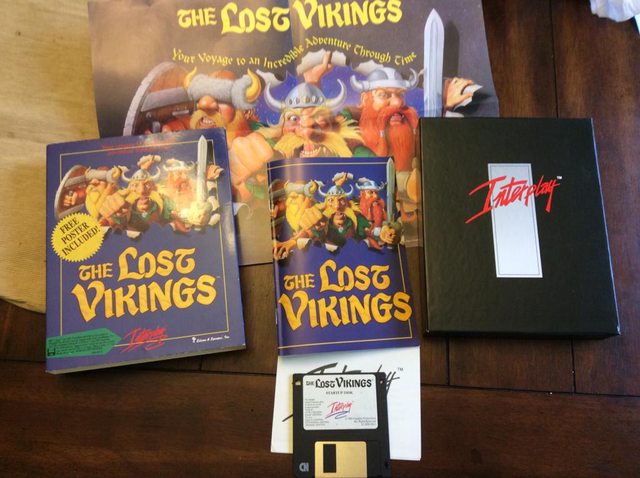 THE LOST VIKINGS
Your Voyage to an Incredible Adventure Through Time
FREE
POSTER
INCLUDED!
THE LOST
VIKINGS
Interplay
THE LOST
VIKINGS
Interplay™
THE LOST VIKINGS
STARTUP DISK
Interplay